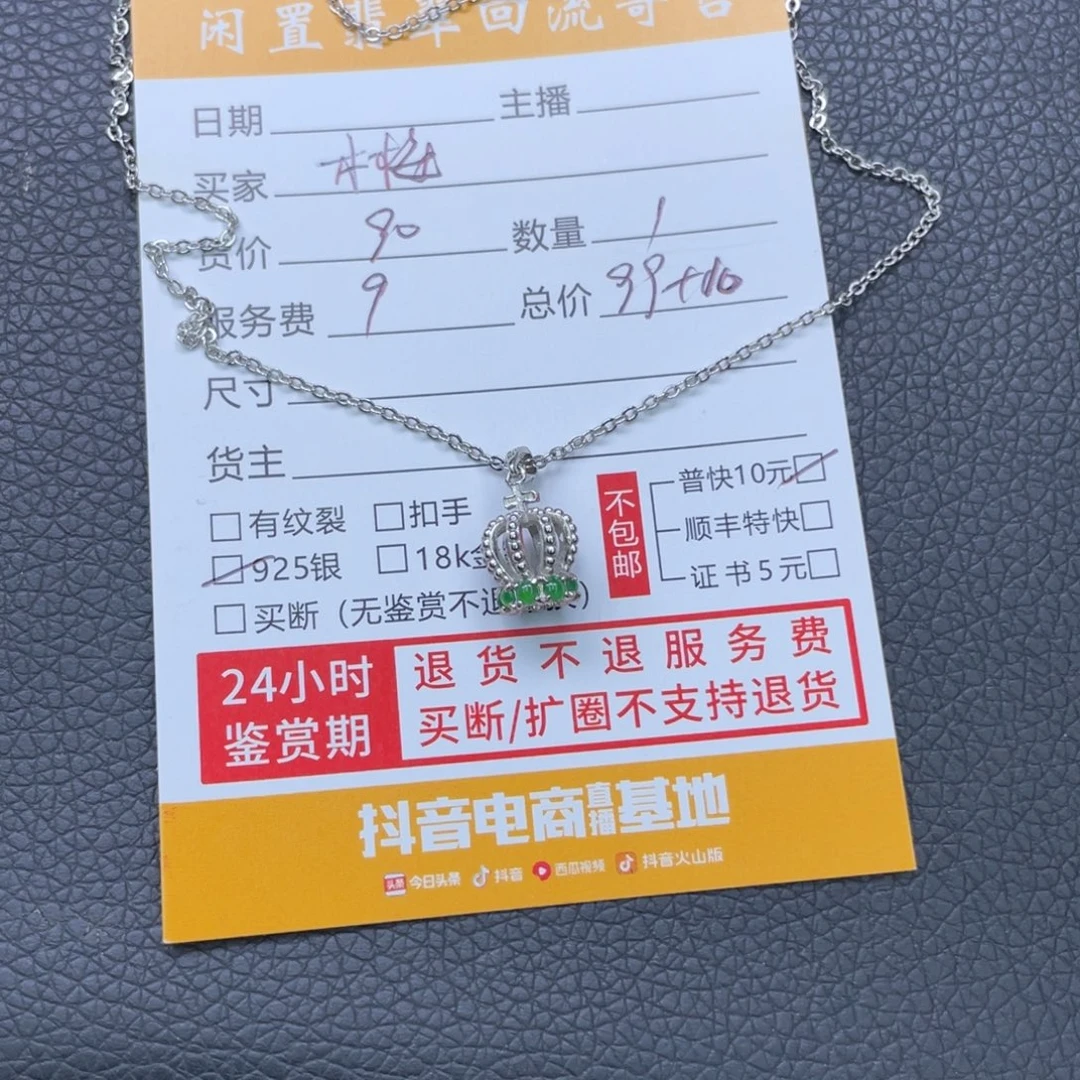 闲置翡翠回流寄售
日期 主播
买家
货价 90 数量 1
服务费 9 总价 99+10
尺寸
货主
有纹裂 扣手 不包邮 普快10元
925银 18k 顺丰特快
买断（无鉴赏不退 证书5元
24小时鉴赏期 退货不退服务费
买断/扩圈不支持退货
抖音电商直播基地
头条 今日头条 抖音 西瓜视频 抖音火山版